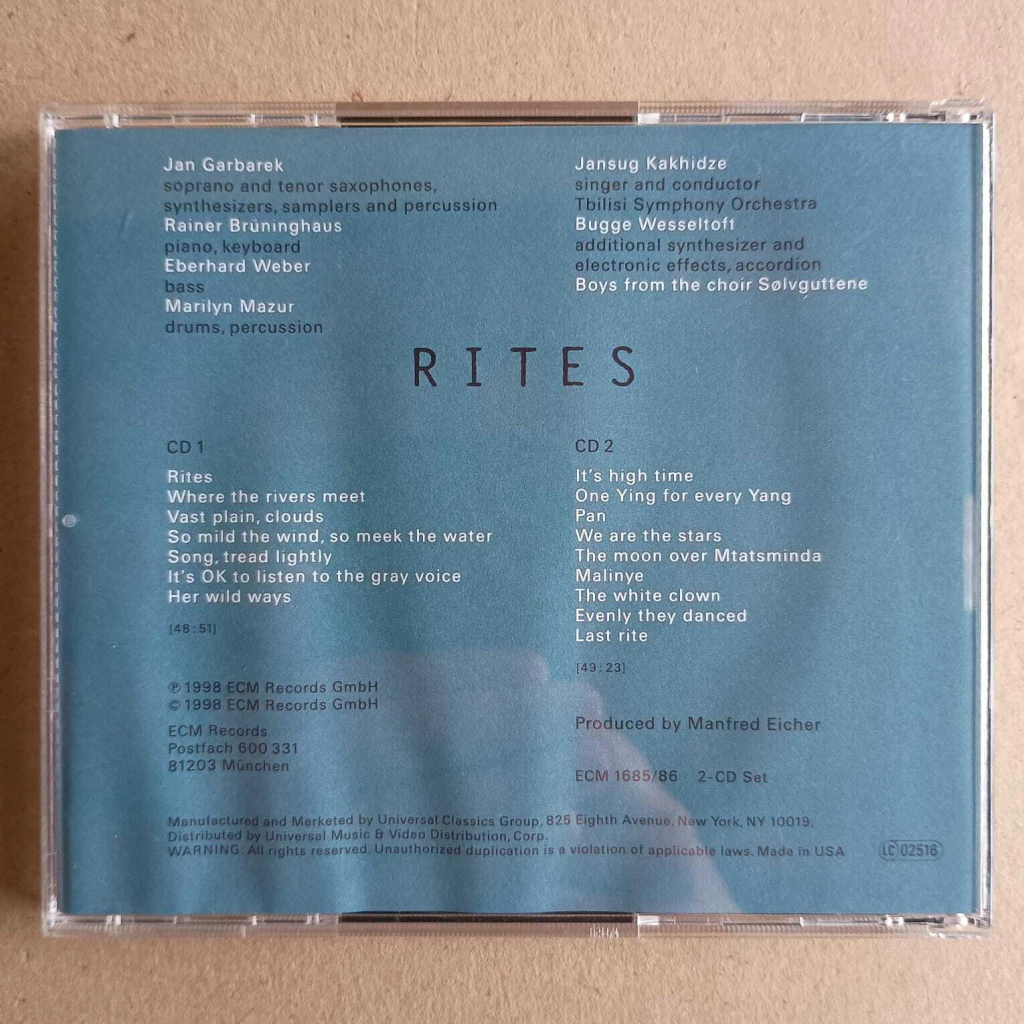 Jan Garbarek
soprano and tenor saxophones,
synthesizers, samplers and percussion
Rainer Brüninghaus
piano, keyboard
Eberhard Weber
bass
Marilyn Mazur
drums, percussion
Jansug Kakhidze
singer and conductor
Tbilisi Symphony Orchestra
Bugge Wesseltoft
additional synthesizer and
electronic effects, accordion
Boys from the choir Sølvguttene
RITES
CD 1
Rites
Where the rivers meet
Vast plain, clouds
So mild the wind, so meek the water
Song, tread lightly
It's OK to listen to the gray voice
Her wild ways
[48:51]
CD 2
It's high time
One Ying for every Yang
Pan
We are the stars
The moon over Mtatsminda
Malinye
The white clown
Evenly they danced
Last rite
[49:23]
℗ 1998 ECM Records GmbH
© 1998 ECM Records GmbH
ECM Records
Postfach 600 331
81203 München
Produced by Manfred Eicher
ECM 1685/86 2-CD Set
Manufactured and Marketed by Universal Classics Group, 825 Eighth Avenue, New York, NY 10019.
Distributed by Universal Music & Video Distribution, Corp.
WARNING: All rights reserved. Unauthorized duplication is a violation of applicable laws. Made in USA
LC 02516